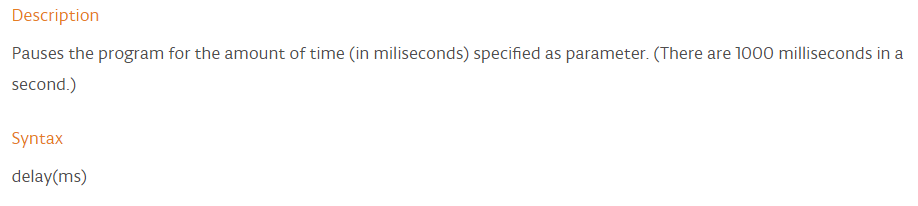 Description
Pauses the program for the amount of time (in miliseconds) specified as parameter. (There are 1000 milliseconds in a
second.)
Syntax
delay(ms)